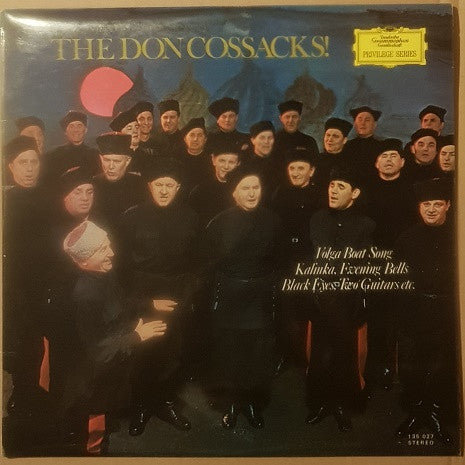 THE DON COSSACKS!
Deutsche
Grammophon
Gesellschaft
PRIVILEGE SERIES
Volga Boat Song
Kalinka, Evening Bells
Black Eyes·Two Guitars etc.
135 027
STEREO